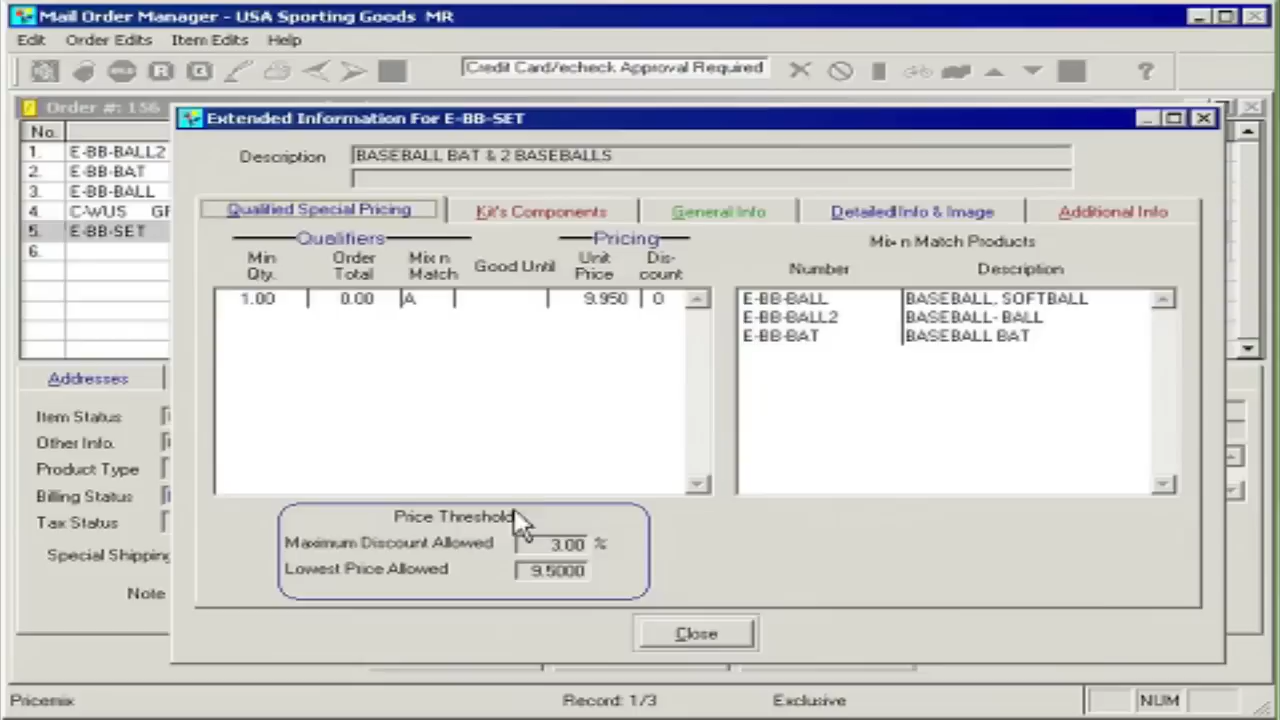 Mail Order Manager - USA Sporting Goods MR
Edit Order Edits Item Edits Help
Credit Card/echeck Approval Required
Order #: 156
Extended Information For E-BB-SET
No.
1. E-BB-BALL2
2. E-BB-BAT
3. E-BB-BALL
4. C-WUS
5. E-BB-SET
6.
Description BASEBALL BAT & 2 BASEBALLS
Qualified Special Pricing Kit's Components General Info Detailed Info & Image Additional Info
Qualifiers Pricing Mix n Match Products
Min Qty. Order Total Mix n Match Good Until Unit Price Dis-count Number Description
1.00 0.00 A 9.950 0
E-BB-BALL BASEBALL, SOFTBALL
E-BB-BALL2 BASEBALL- BALL
E-BB-BAT BASEBALL BAT
Addresses
Item Status
Other Info.
Product Type
Billing Status
Tax Status
Special Shipping
Note
Price Threshold
Maximum Discount Allowed 3.00 %
Lowest Price Allowed 9.5000
Close
Pricemix Record: 1/3 Exclusive NUM